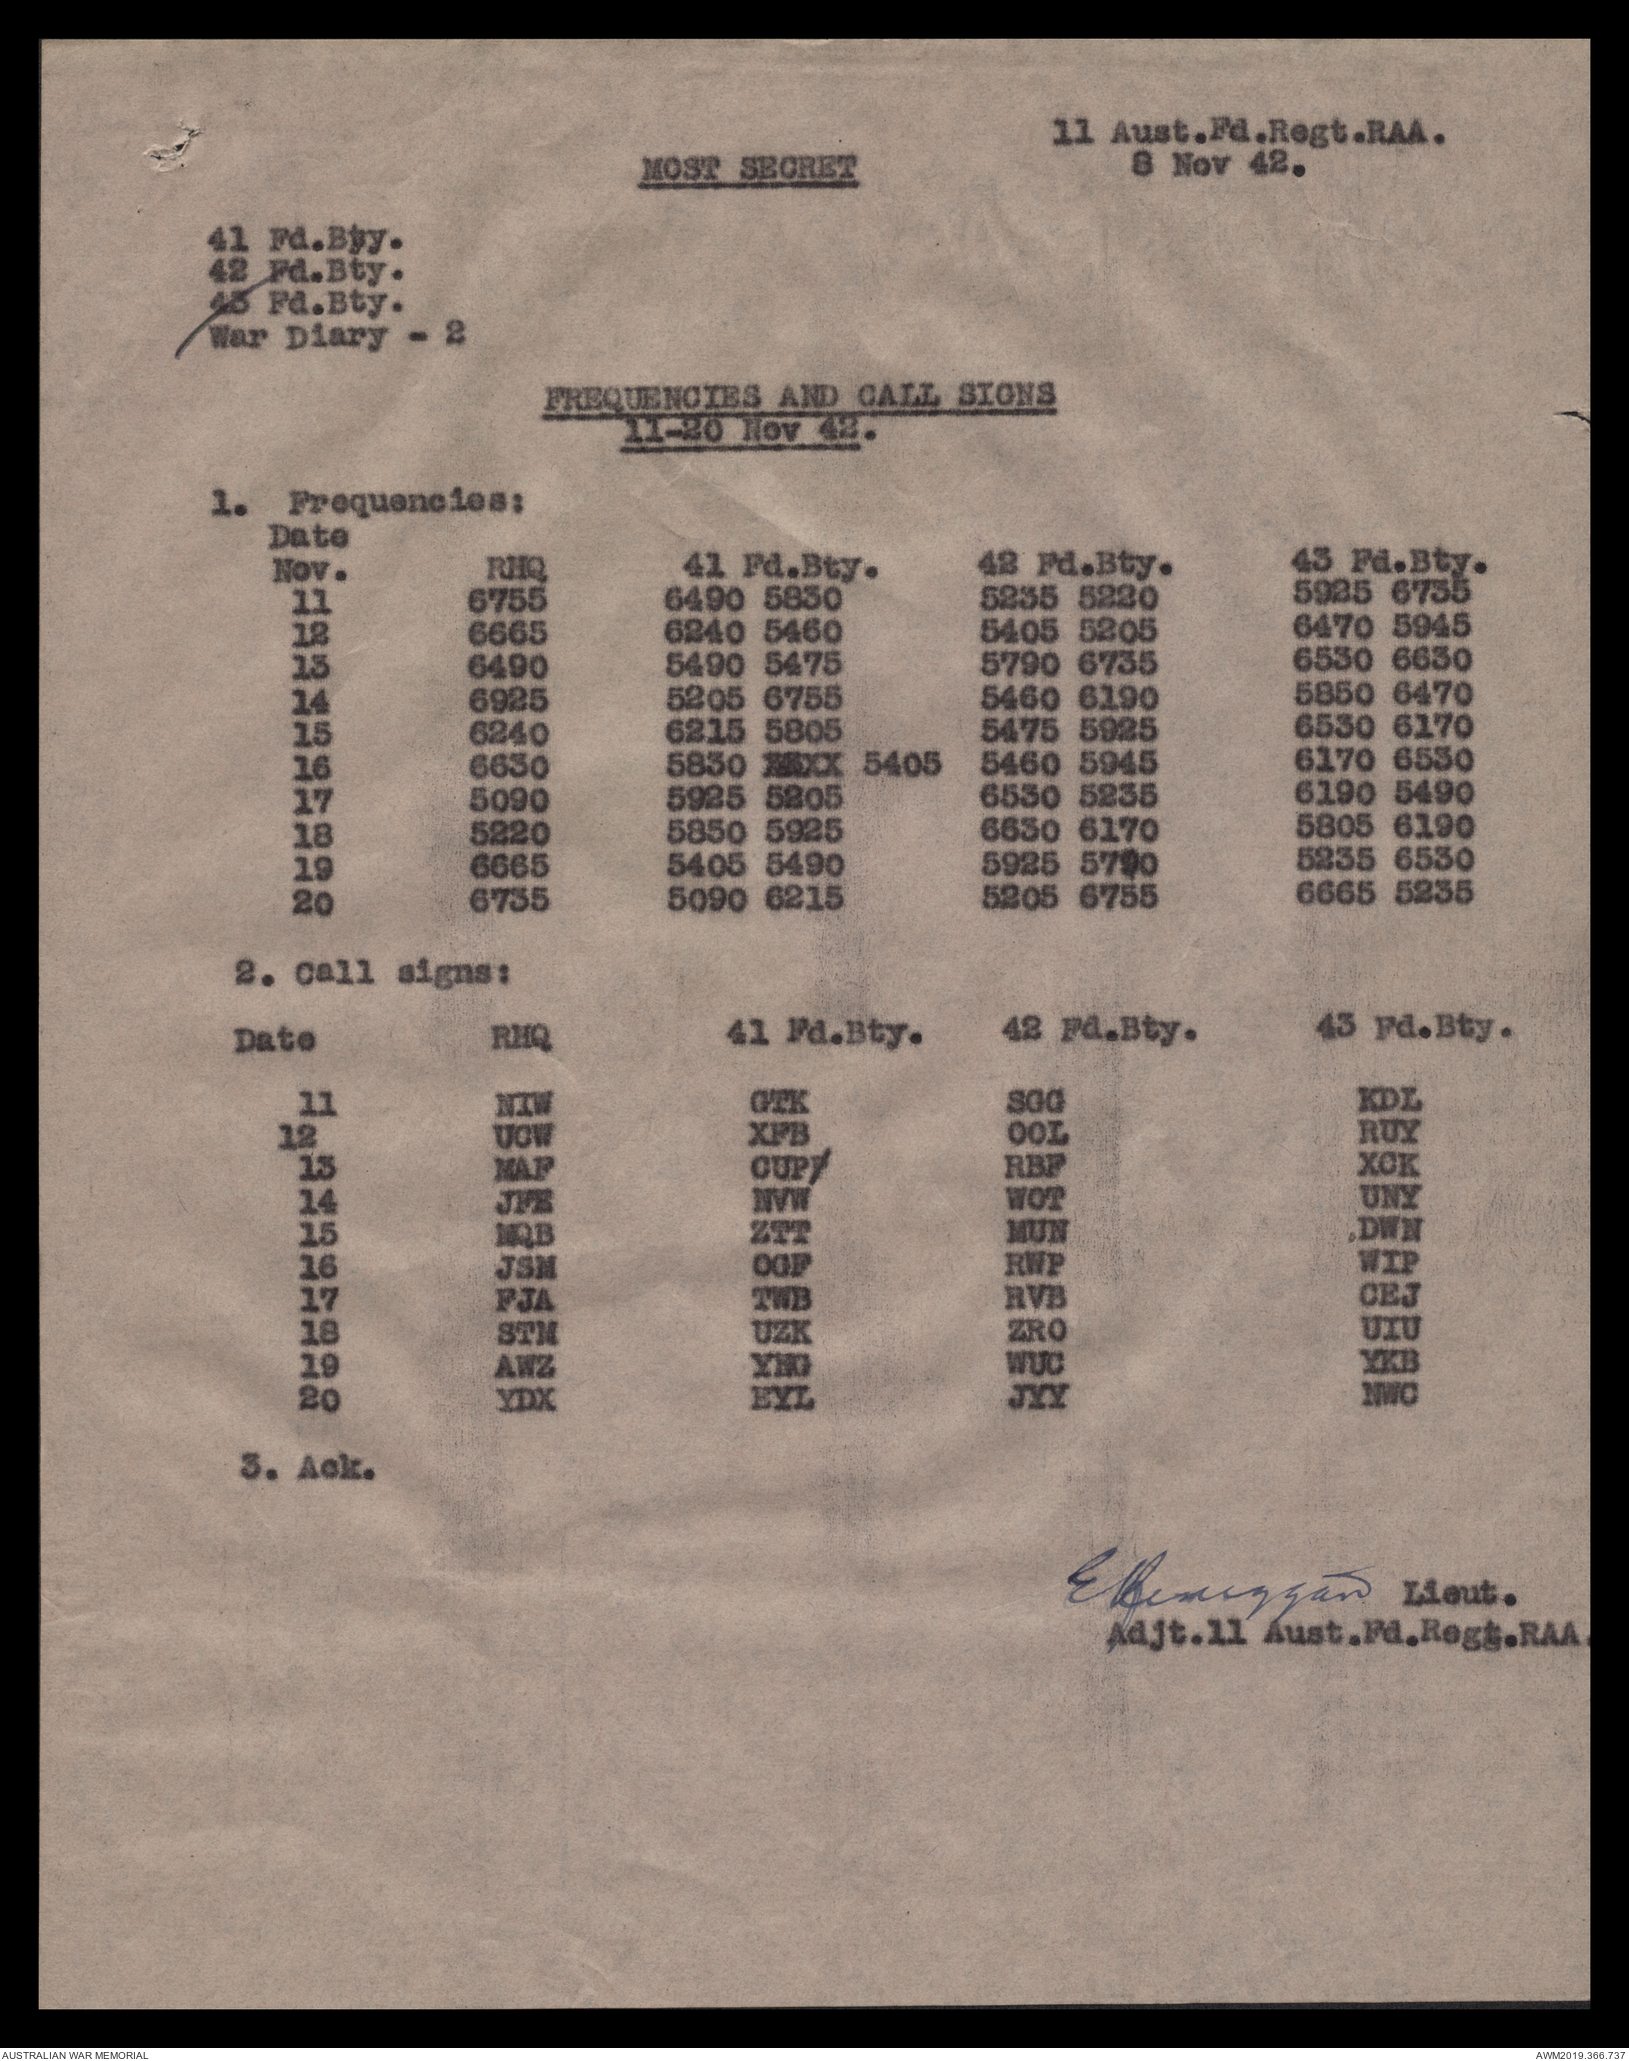 11 Aust.Fd.Regt.RAA.
MOST SECRET
8 Nov 42.
41 Fd.Bty.
42 Fd.Bty.
43 Fd.Bty.
War Diary - 2
FREQUENCIES AND CALL SIGNS
11-20 Nov 42.
1. Frequencies:
Date
Nov. RHQ 41 Fd.Bty. 42 Fd.Bty. 43 Fd.Bty.
11 6755 6490 5830 5235 5220 5925 6735
12 6665 6240 5460 5405 5205 6470 5945
13 6490 5490 5475 5790 6735 6530 6630
14 6925 5205 6755 5460 6190 5850 6470
15 6240 6215 5805 5475 5925 6530 6170
16 6630 5830 5405 5460 5945 6170 6530
17 5090 5925 5205 6530 5235 6190 5490
18 5220 5850 5925 6630 6170 5805 6190
19 6665 5405 5490 5925 5790 5235 6530
20 6735 5090 6215 5205 6755 6665 5235
2. Call signs:
Date RHQ 41 Fd.Bty. 42 Fd.Bty. 43 Fd.Bty.
11 NIW GTK SGG KDL
12 UCW XFB OOL RUY
13 MAF CUP RBF XCK
14 JFE NVW WOT UNY
15 MQB ZTT MUN DWN
16 JSM OGF RWP WIP
17 FJA TWB RVB CEJ
18 STM UZK ZRO UIU
19 AWZ YHG WUC YKB
20 YDX EYL JYY NWC
3. Ack.
Lieut.
Adjt.11 Aust.Fd.Regt.RAA.
AUSTRALIAN WAR MEMORIAL
AWM2019.366.737